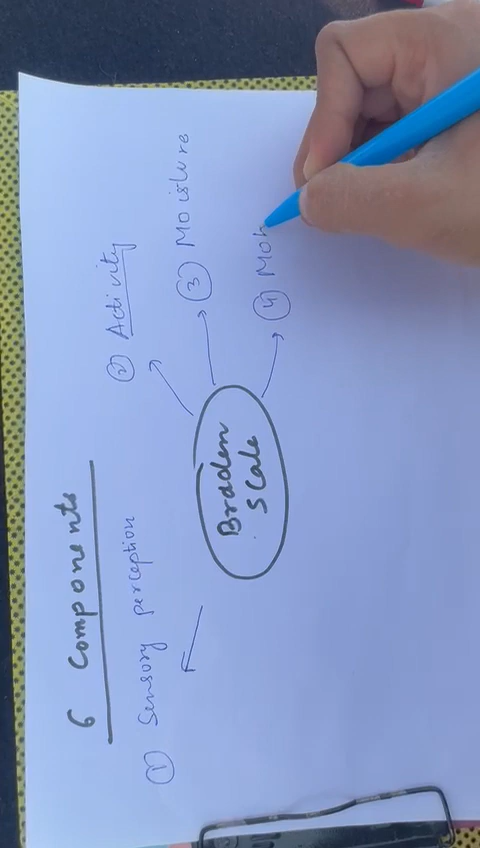 6 Components
① Sensory perception
② Activity
③ Moisture
④ Mob
Braden
Scale